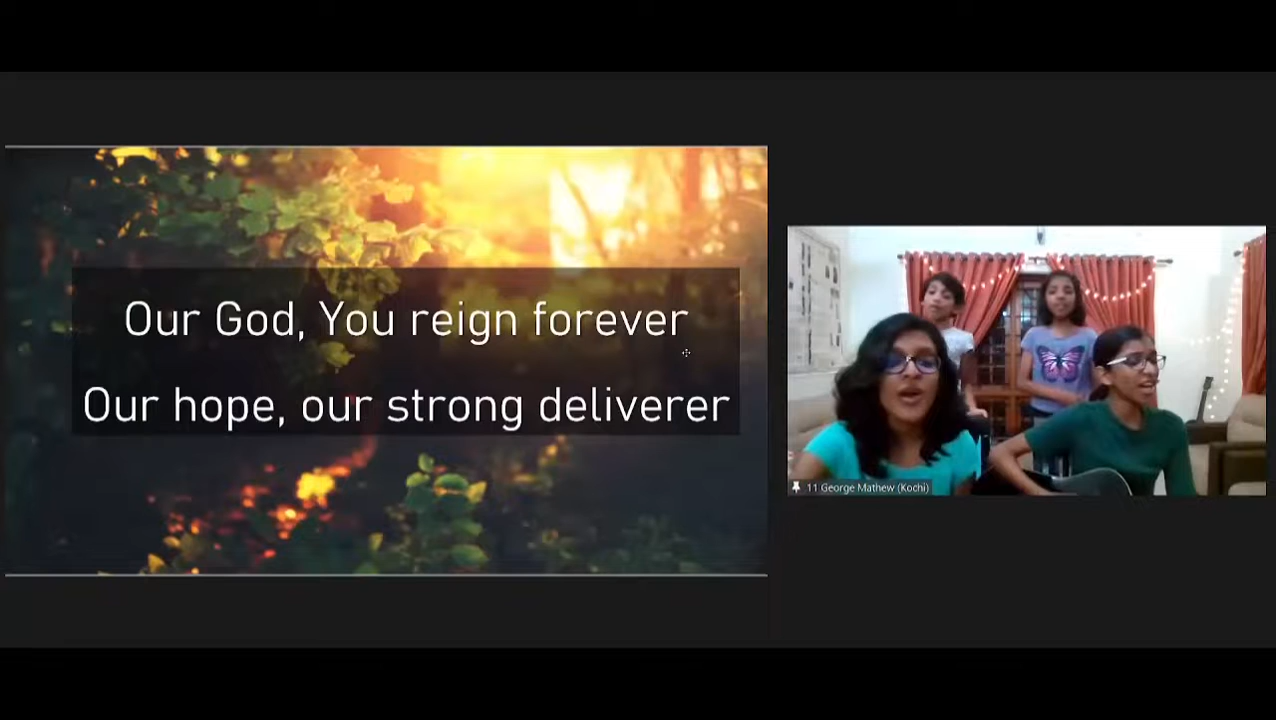 Our God, You reign forever
Our hope, our strong deliverer
11 George Mathew (Kochi)